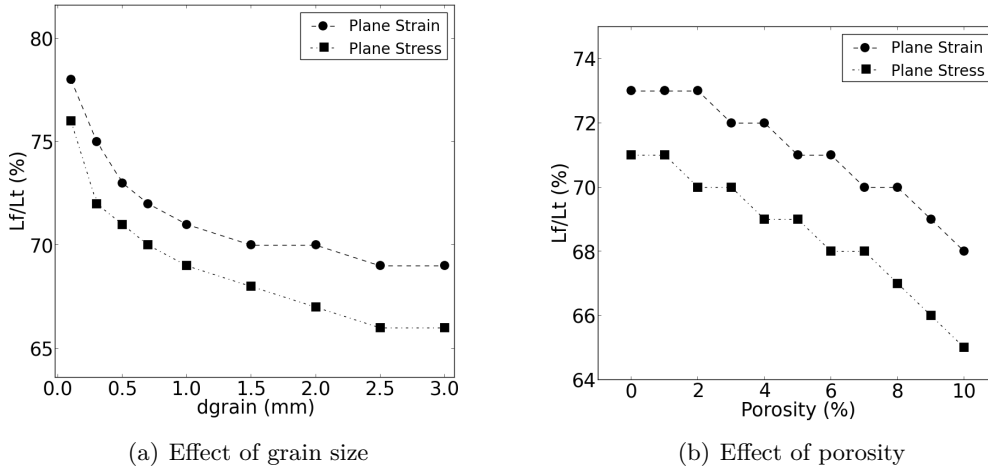 Plane Strain
Plane Stress
80
75
70
65
Lf/Lt (%)
0.0 0.5 1.0 1.5 2.0 2.5 3.0
dgrain (mm)
(a) Effect of grain size
Plane Strain
Plane Stress
74
72
70
68
66
64
Lf/Lt (%)
0 2 4 6 8 10
Porosity (%)
(b) Effect of porosity